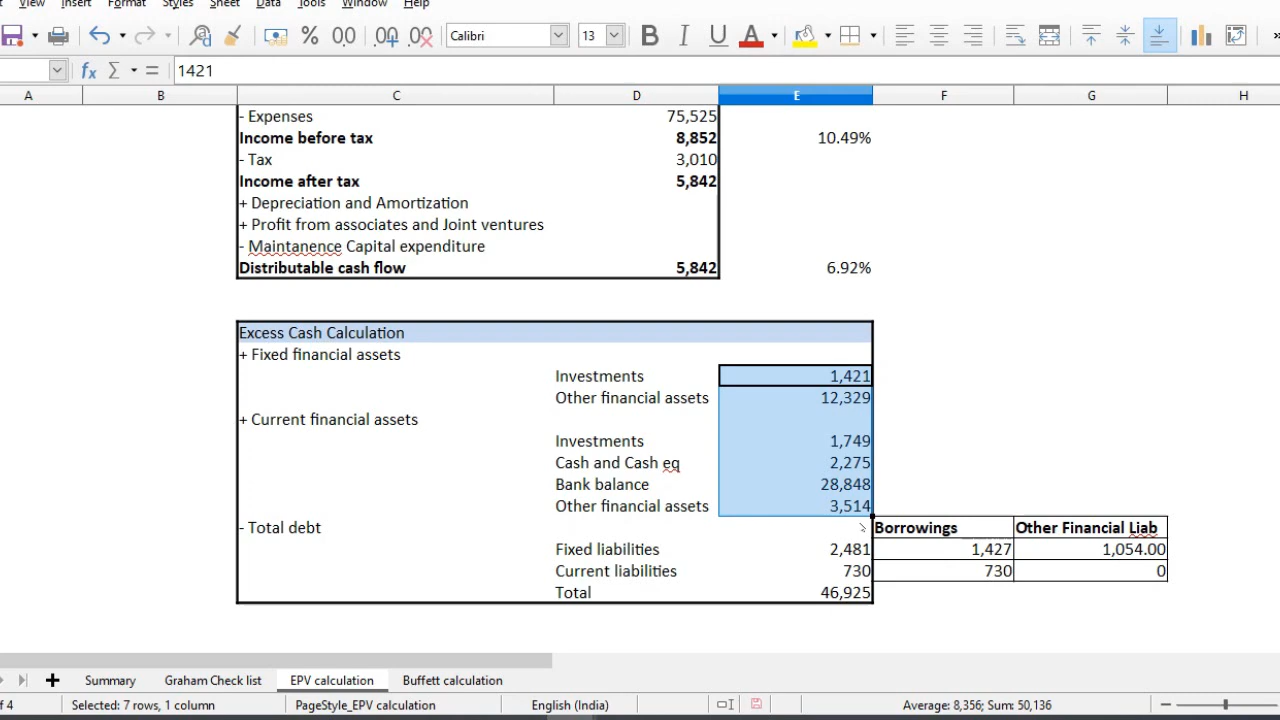 View Insert Format Styles Sheet Data Tools Window Help
Calibri 13
1421
A B C D E F G H
- Expenses 75,525
Income before tax 8,852 10.49%
- Tax 3,010
Income after tax 5,842
+ Depreciation and Amortization
+ Profit from associates and Joint ventures
- Maintanence Capital expenditure
Distributable cash flow 5,842 6.92%
Excess Cash Calculation
+ Fixed financial assets
Investments 1,421
Other financial assets 12,329
+ Current financial assets
Investments 1,749
Cash and Cash eq 2,275
Bank balance 28,848
Other financial assets 3,514
- Total debt Borrowings Other Financial Liab
Fixed liabilities 2,481 1,427 1,054.00
Current liabilities 730 730 0
Total 46,925
Summary Graham Check list EPV calculation Buffett calculation
of 4 Selected: 7 rows, 1 column PageStyle_EPV calculation English (India) Average: 8,356; Sum: 50,136